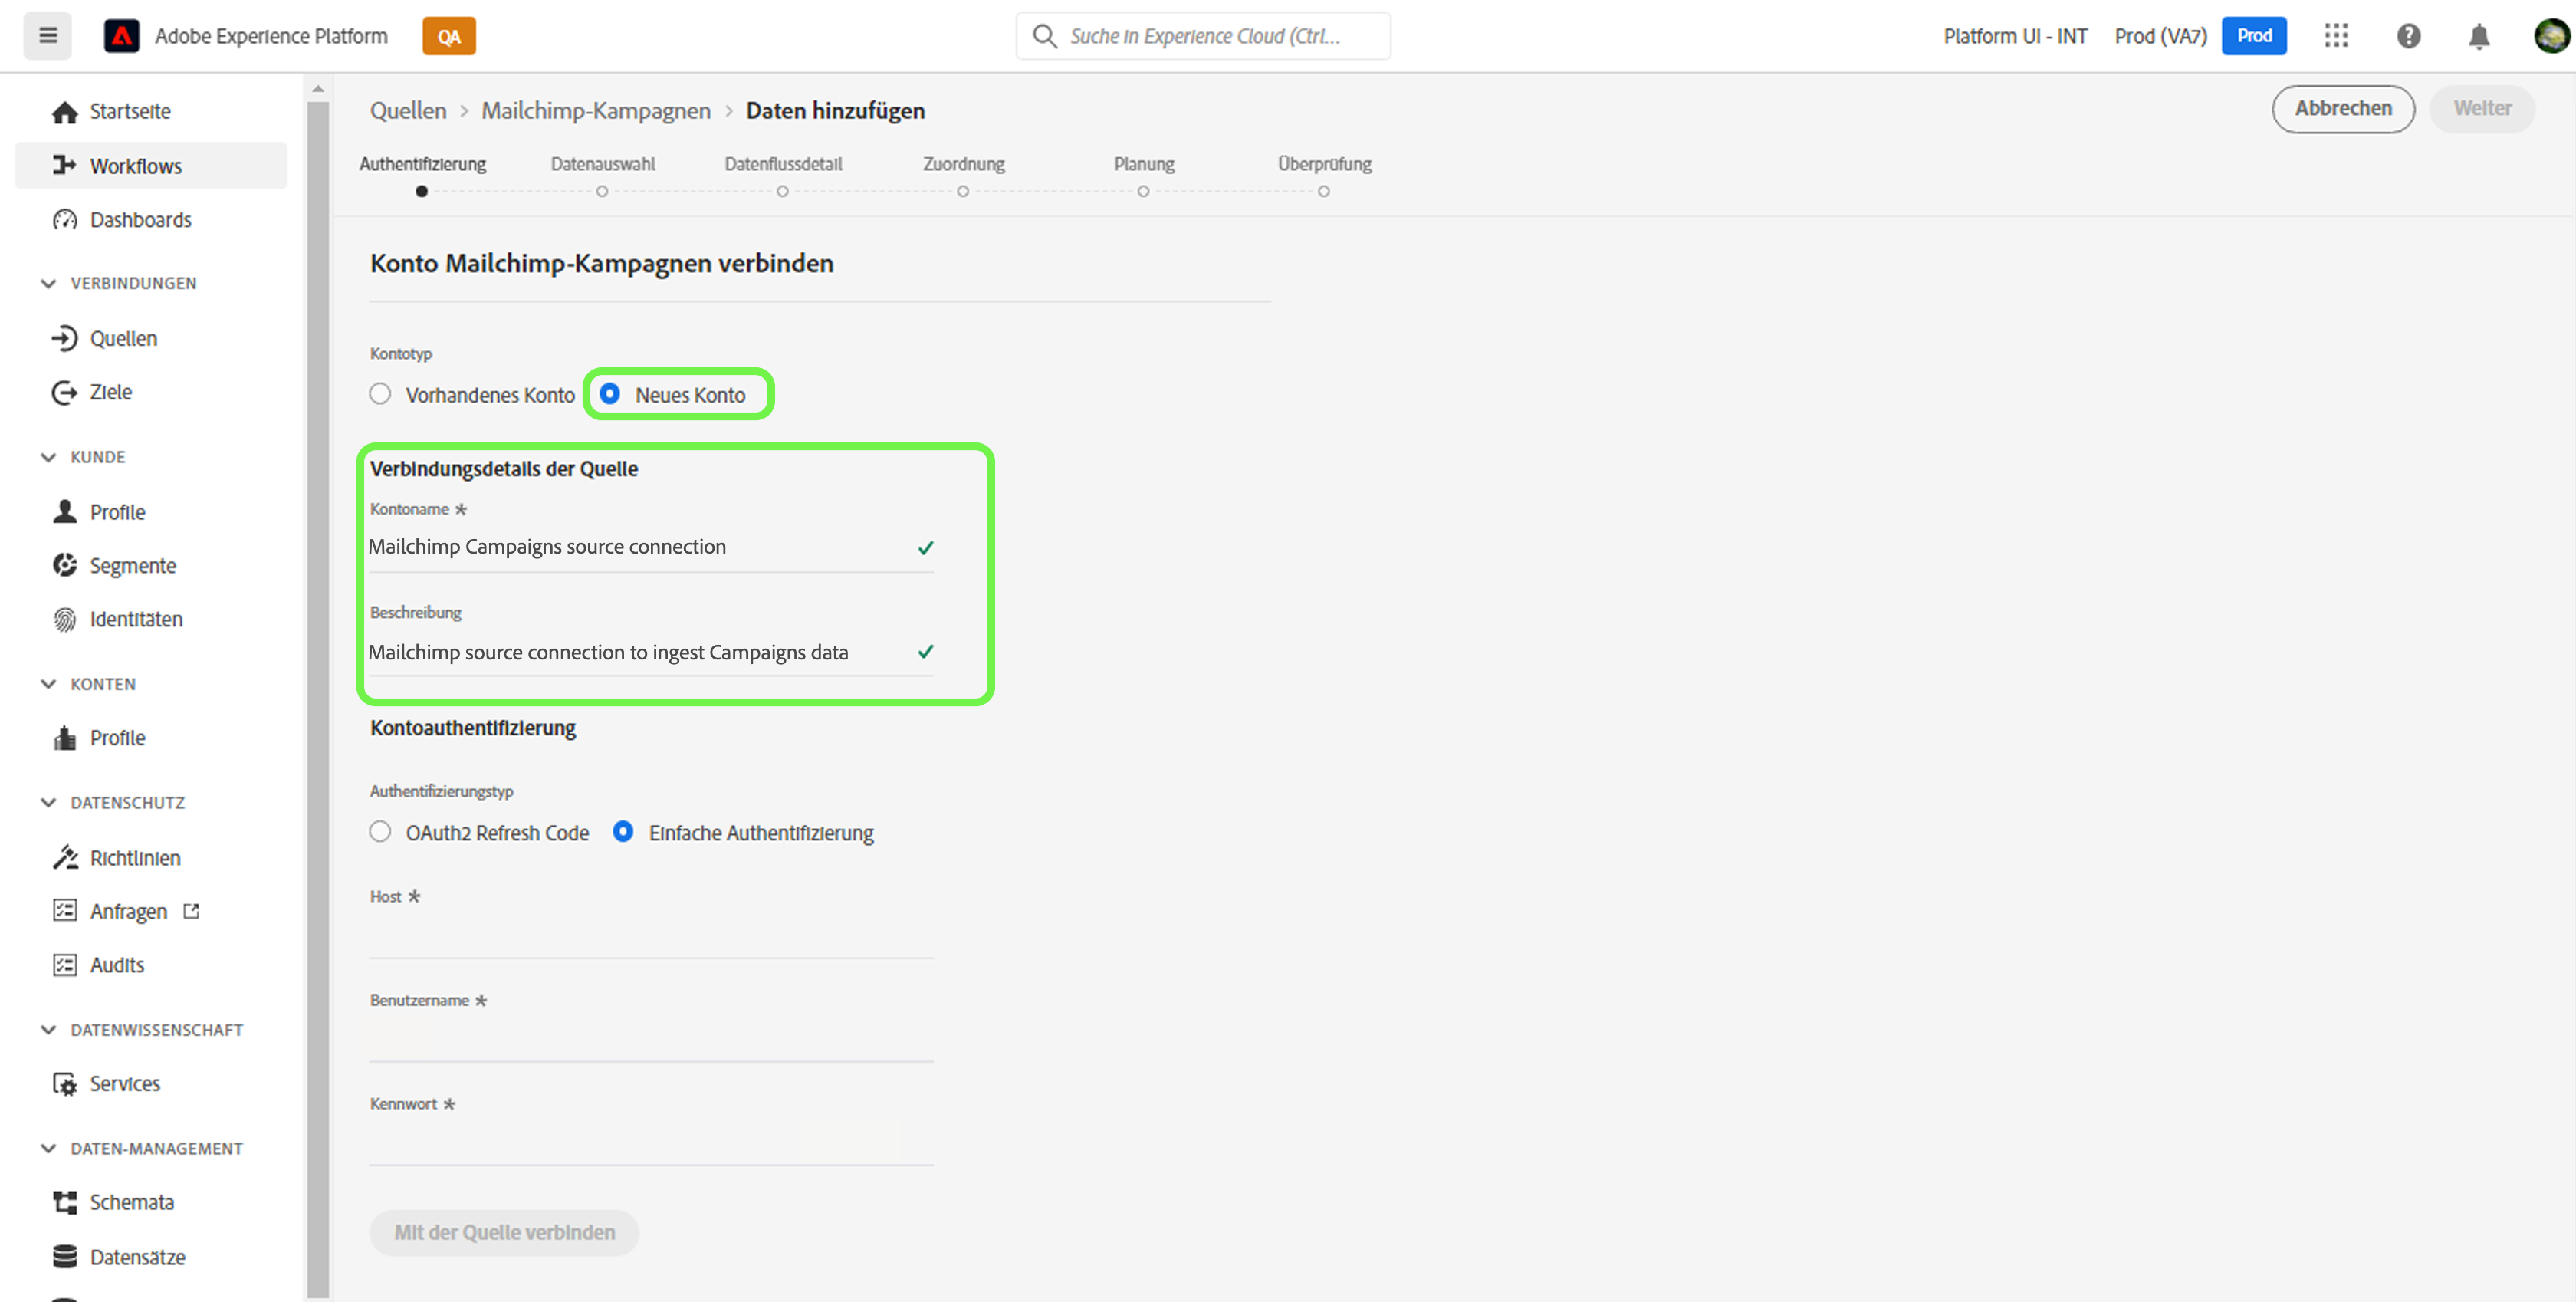 Adobe Experience Platform QA Suche in Experience Cloud (Ctrl... Platform UI - INT Prod (VA7) Prod
Startseite
Workflows
Dashboards
VERBINDUNGEN
Quellen
Ziele
KUNDE
Profile
Segmente
Identitäten
KONTEN
Profile
DATENSCHUTZ
Richtlinien
Anfragen
Audits
DATENWISSENSCHAFT
Services
DATEN-MANAGEMENT
Schemata
Datensätze
Quellen > Mailchimp-Kampagnen > Daten hinzufügen
Abbrechen Weiter
Authentifizierung Datenauswahl Datenflussdetail Zuordnung Planung Überprüfung
Konto Mailchimp-Kampagnen verbinden
Kontotyp
Vorhandenes Konto Neues Konto
Verbindungsdetails der Quelle
Kontoname *
Mailchimp Campaigns source connection
Beschreibung
Mailchimp source connection to ingest Campaigns data
Kontoauthentifizierung
Authentifizierungstyp
OAuth2 Refresh Code Einfache Authentifizierung
Host *
Benutzername *
Kennwort *
Mit der Quelle verbinden